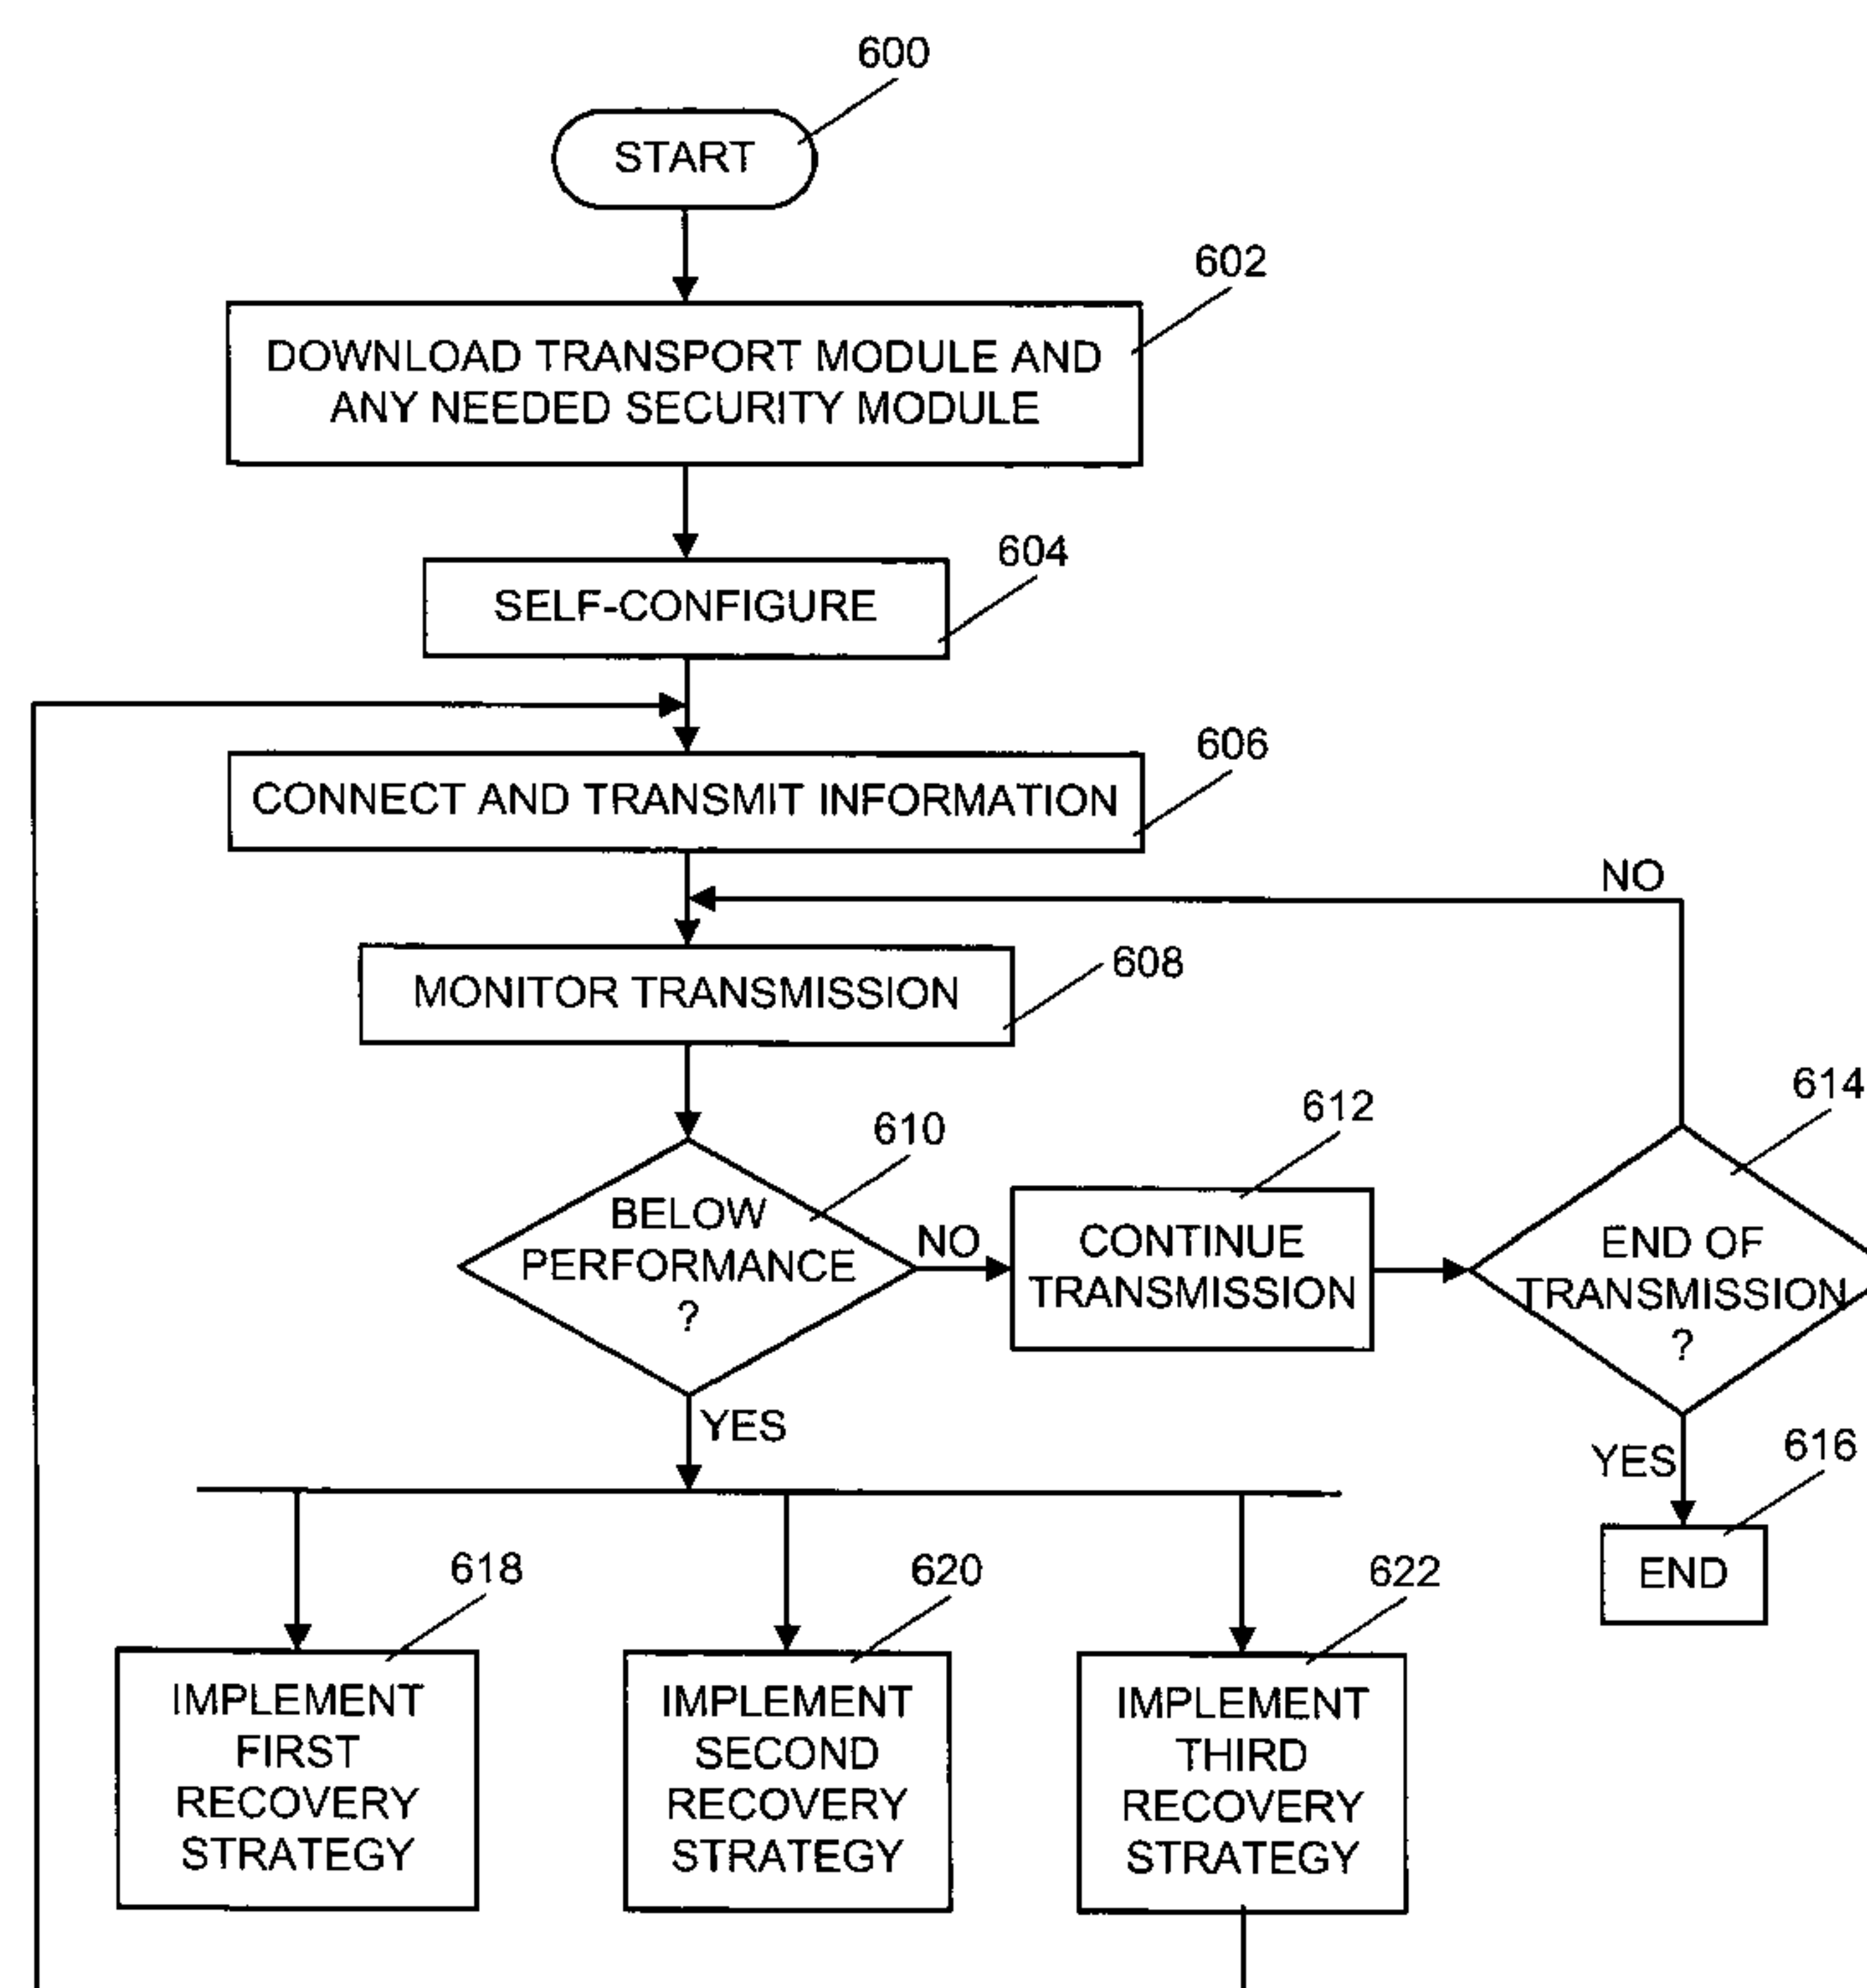 600
START
602
DOWNLOAD TRANSPORT MODULE AND
ANY NEEDED SECURITY MODULE
604
SELF-CONFIGURE
606
CONNECT AND TRANSMIT INFORMATION
NO
MONITOR TRANSMISSION
608
610
BELOW
PERFORMANCE
?
NO
YES
612
CONTINUE
TRANSMISSION
614
END OF
TRANSMISSION
?
YES
616
END
618
IMPLEMENT
FIRST
RECOVERY
STRATEGY
620
IMPLEMENT
SECOND
RECOVERY
STRATEGY
622
IMPLEMENT
THIRD
RECOVERY
STRATEGY